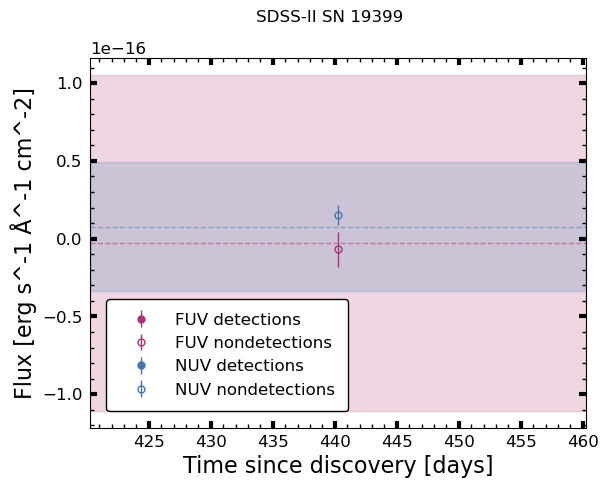 SDSS-II SN 19399
1e−16
1.0
0.5
0.0
−0.5
−1.0
Flux [erg s^-1 Å^-1 cm^-2]
FUV detections
FUV nondetections
NUV detections
NUV nondetections
425 430 435 440 445 450 455 460
Time since discovery [days]